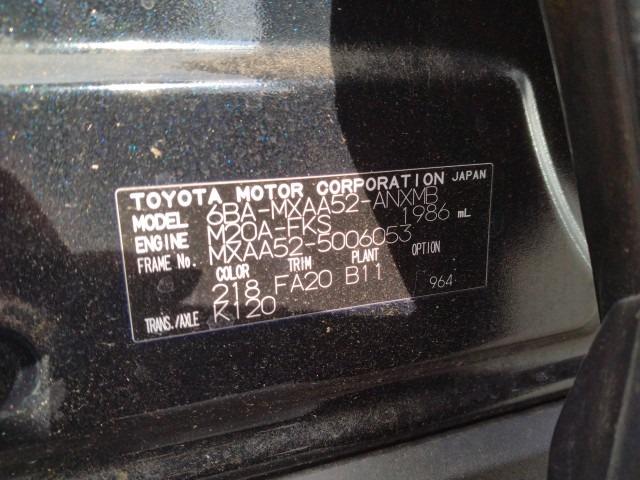 TOYOTA MOTOR CORPORATION JAPAN
MODEL 6BA-MXAA52-ANXMB
ENGINE M20A-FKS 1986 mL
FRAME No. MXAA52-5006053
COLOR TRIM PLANT OPTION
218 FA20 B11 964
TRANS./AXLE K120